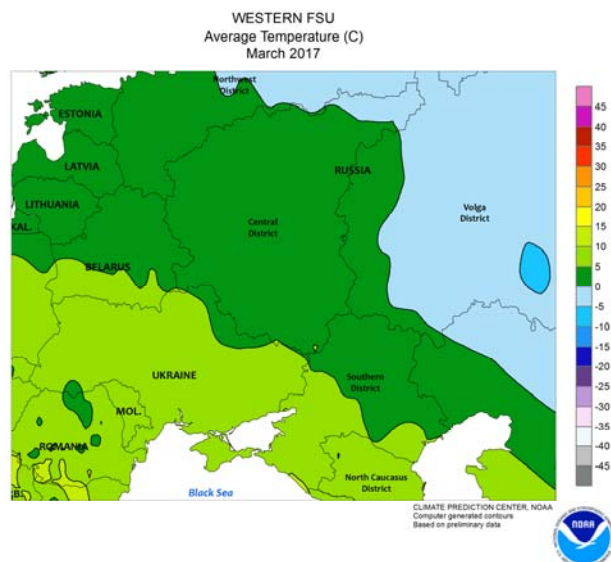 WESTERN FSU
Average Temperature (C)
March 2017
Northwest
District
ESTONIA
LATVIA
RUSSIA
LITHUANIA
Volga
District
KAL.
Central
District
BELARUS
UKRAINE
Southern
District
MOL.
ROMANIA
North Caucasus
District
B.
Black Sea
45
40
35
30
25
20
15
10
5
0
-5
-10
-15
-20
-25
-30
-35
-40
-45
CLIMATE PREDICTION CENTER, NOAA
Computer generated contours
Based on preliminary data
NOAA